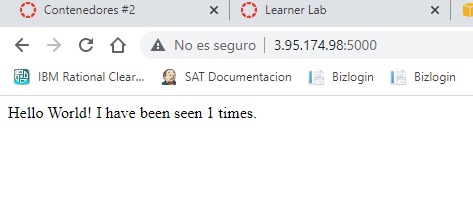 Contenedores #2
Learner Lab
No es seguro 3.95.174.98:5000
IBM Rational Clear... SAT Documentacion Bizlogin Bizlogin
Hello World! I have been seen 1 times.